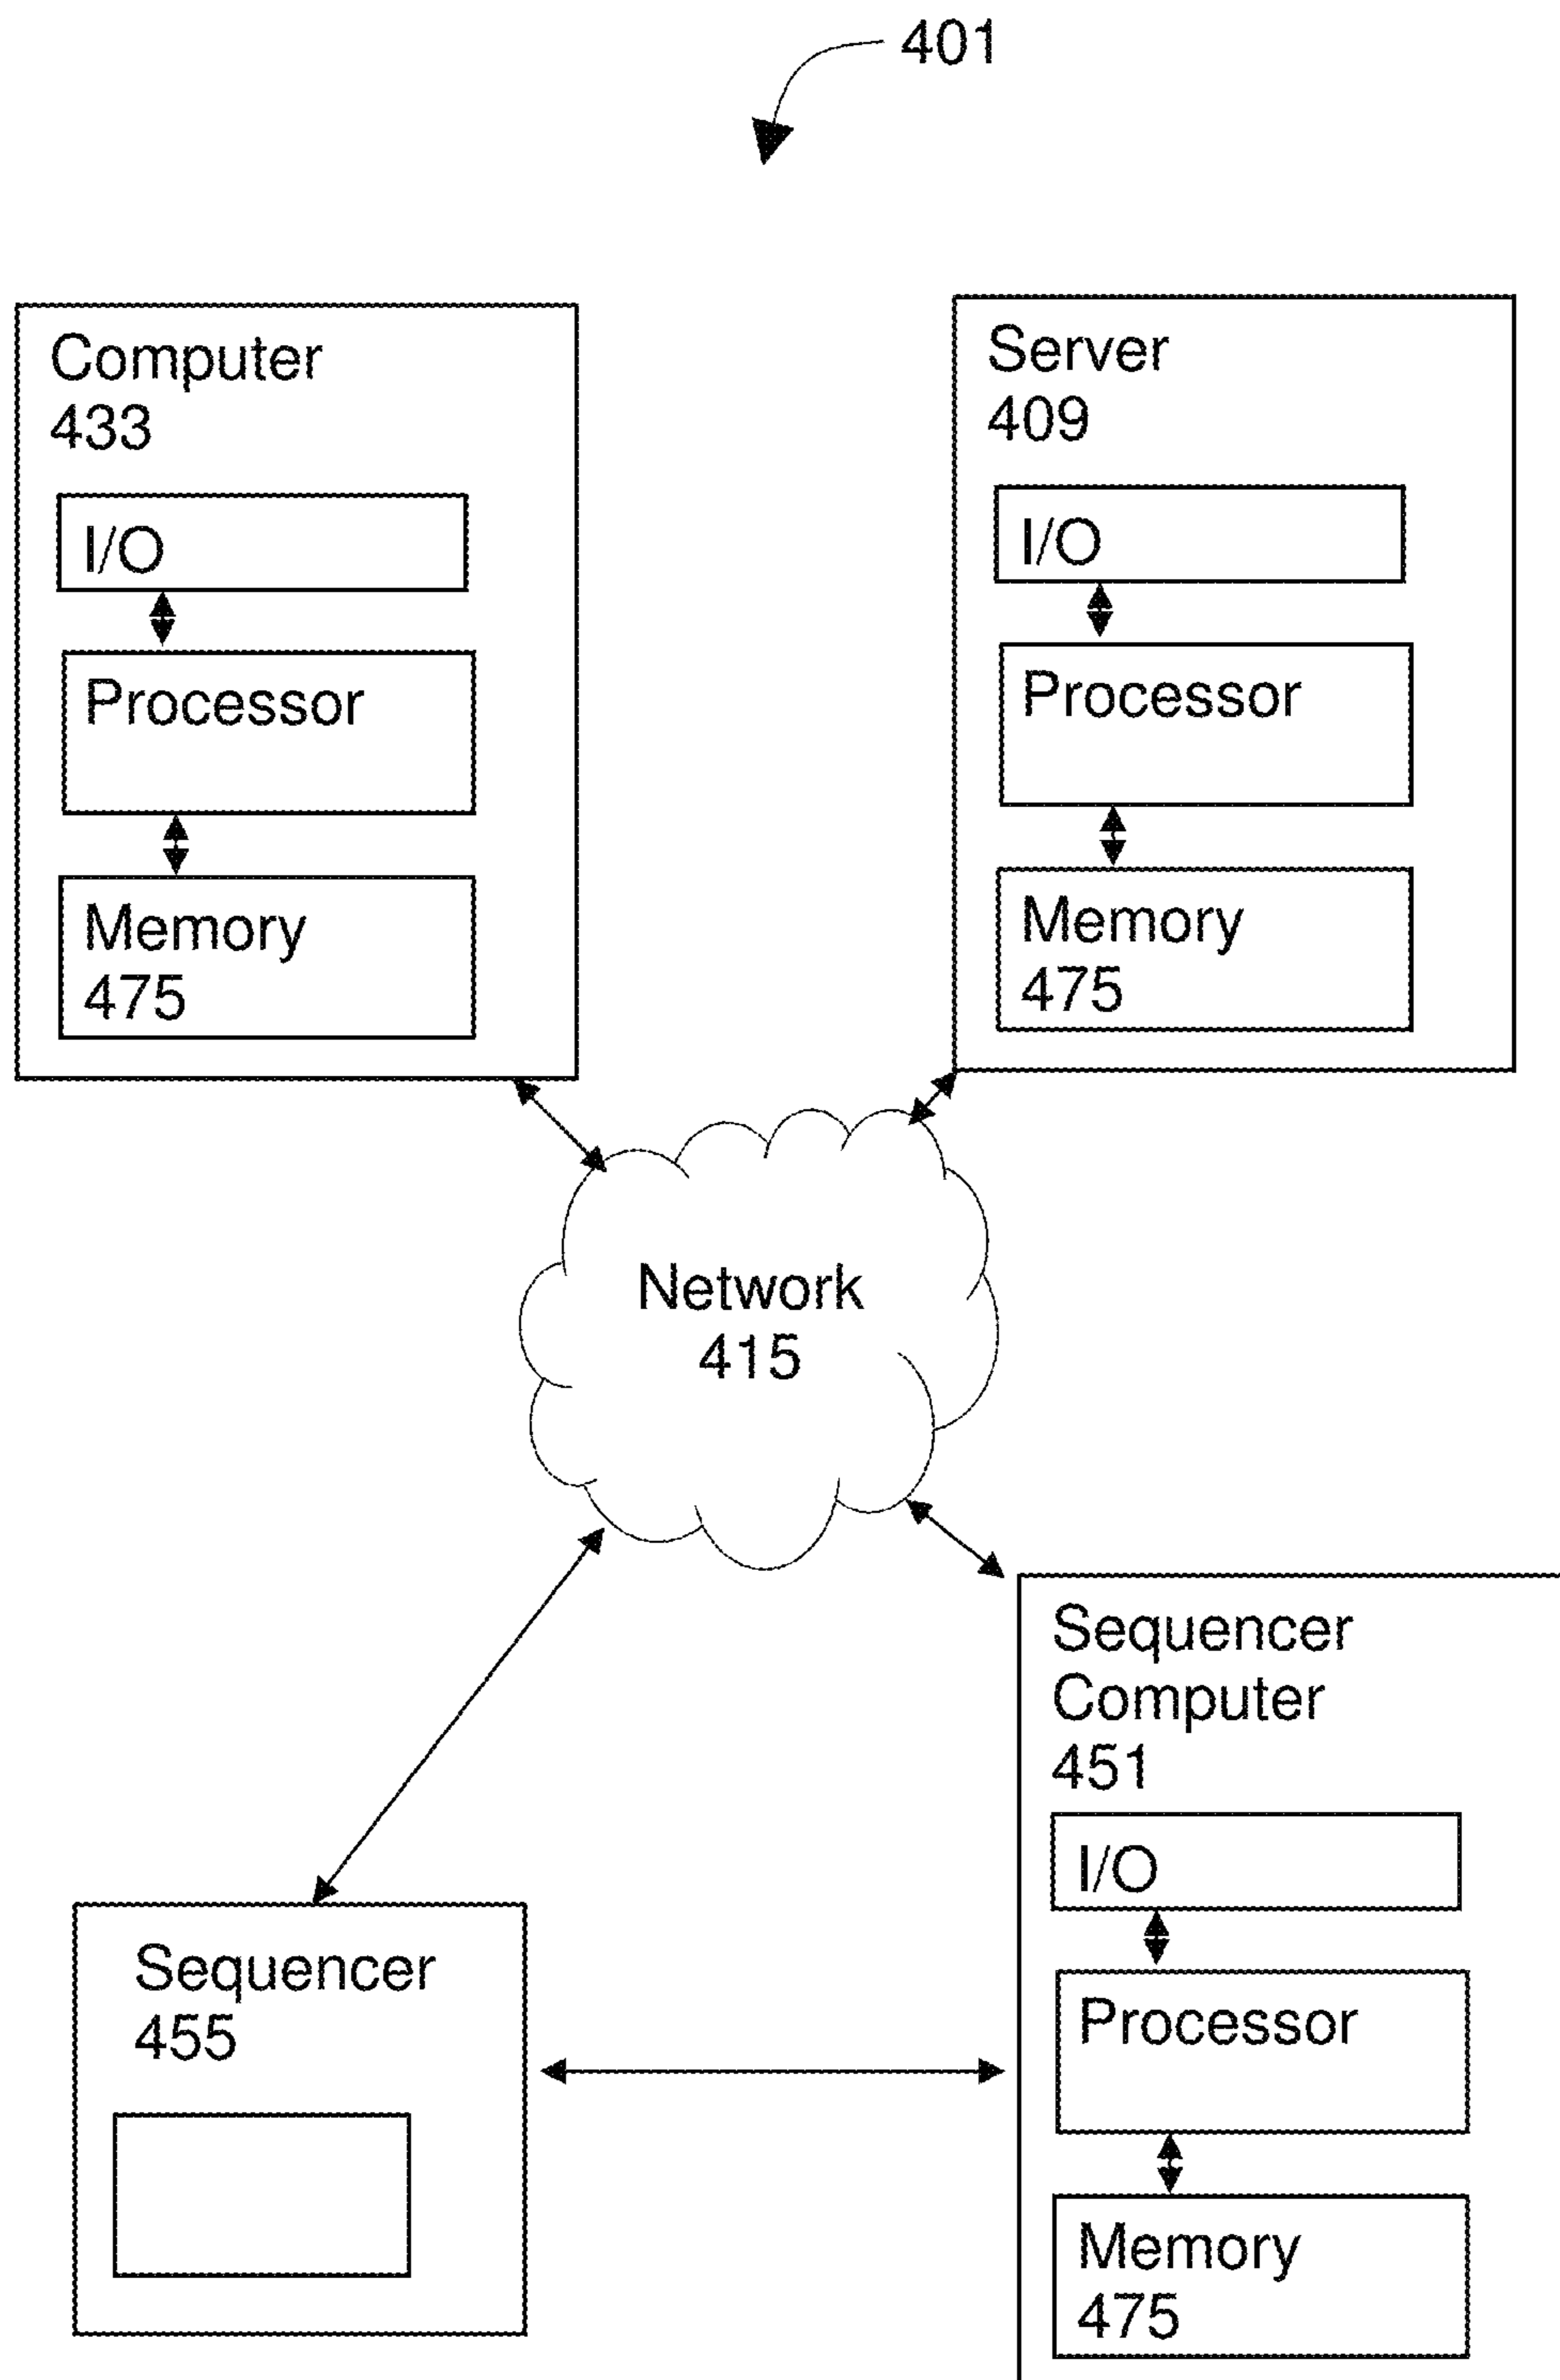 401
Computer
433
I/O
Processor
Memory
475
Server
409
I/O
Processor
Memory
475
Network
415
Sequencer
455
Sequencer
Computer
451
I/O
Processor
Memory
475